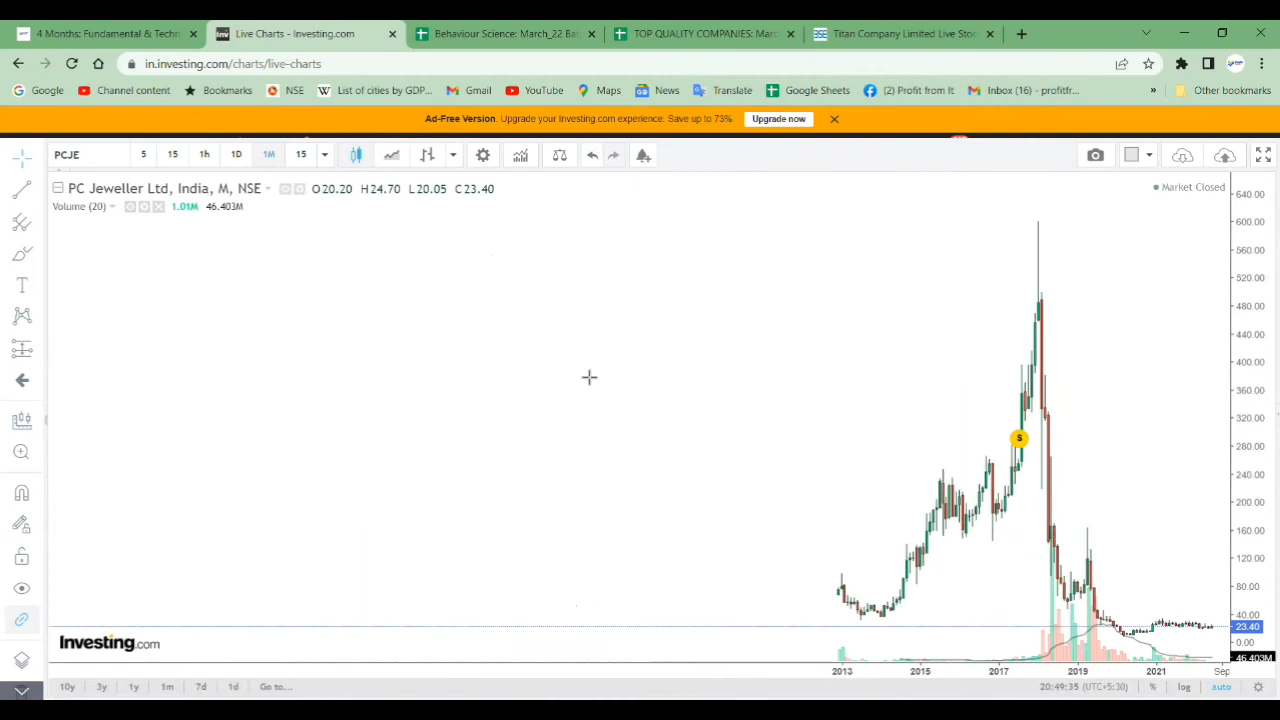 4 Months: Fundamental & Techn
Live Charts - Investing.com
Behaviour Science: March_22 Bat
TOP QUALITY COMPANIES: Marc
Titan Company Limited Live Stoc
in.investing.com/charts/live-charts
Google
Channel content
Bookmarks
NSE
List of cities by GDP...
Gmail
YouTube
Maps
News
Translate
Google Sheets
(2) Profit from It
Inbox (16) - profitfr...
»
Other bookmarks
Ad-Free Version. Upgrade your Investing.com experience. Save up to 73%
Upgrade now
PCJE
5
15
1h
1D
1M
15
PC Jeweller Ltd, India, M, NSE
O20.20 H24.70 L20.05 C23.40
Market Closed
Volume (20)
1.01M 46.403M
640.00
600.00
560.00
520.00
480.00
440.00
400.00
360.00
320.00
280.00
240.00
200.00
160.00
120.00
80.00
40.00
23.40
0.00
46.403M
S
Investing.com
2013
2015
2017
2019
2021
Sep
10y
3y
1y
1m
7d
1d
Go to...
20:49:35 (UTC+5:30)
%
log
auto